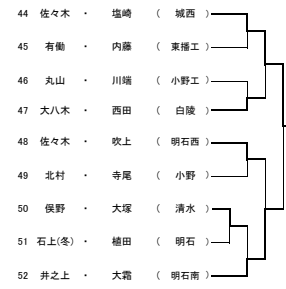 44 佐々木 ・ 塩崎 ( 城西 )
45 有働 ・ 内藤 ( 東播工 )
46 丸山 ・ 川端 ( 小野工 )
47 大八木 ・ 西田 ( 白陵 )
48 佐々木 ・ 吹上 ( 明石西 )
49 北村 ・ 寺尾 ( 小野 )
50 俣野 ・ 大塚 ( 清水 )
51 石上(冬) ・ 植田 ( 明石 )
52 井之上 ・ 大霜 ( 明石南 )